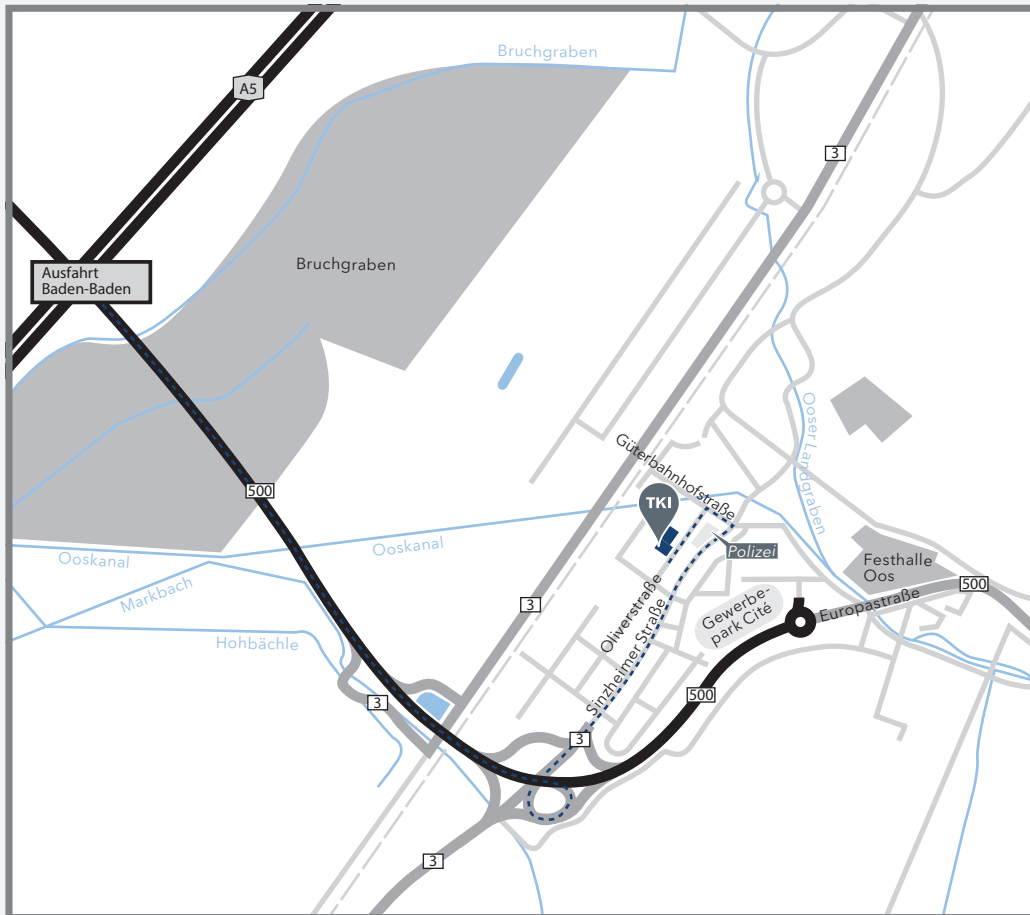 Bruchgraben
A5
3
Bruchgraben
Ausfahrt
Baden-Baden
Ooser Landgraben
Güterbahnhofstraße
500
TKI
Ooskanal
Ooskanal
Polizei
Festhalle
Oos
Markbach
500
3
Oliverstraße
Gewerbe-
park Cité
Europastraße
Hohbächle
Sinzheimer Straße
500
3
3
3